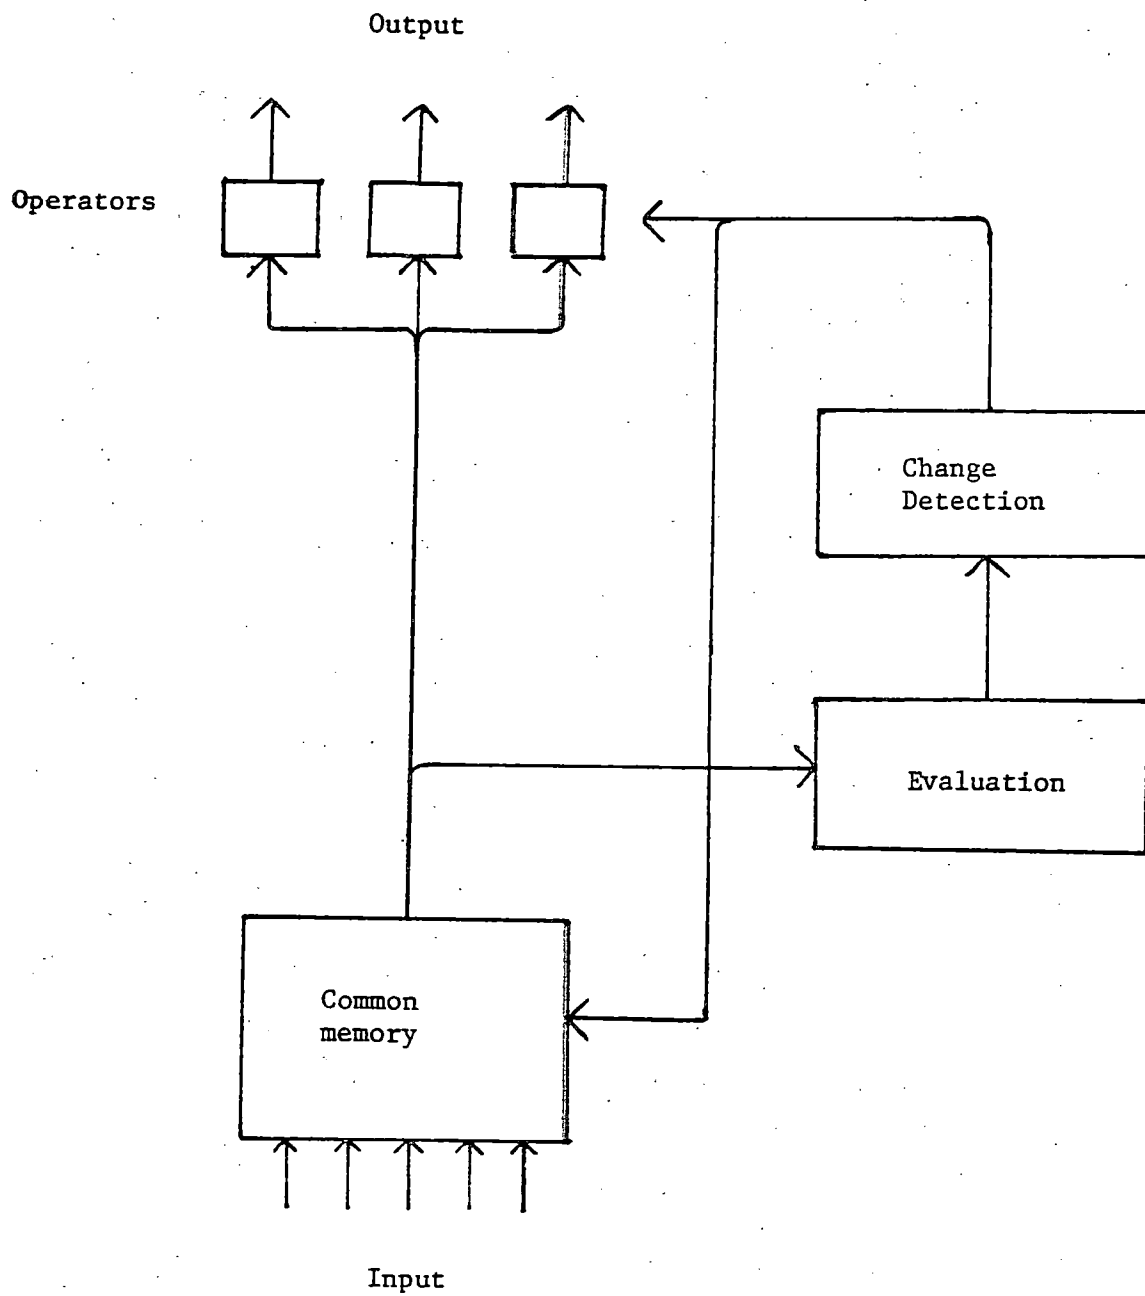 Output
Operators
Change
Detection
Evaluation
Common
memory
Input